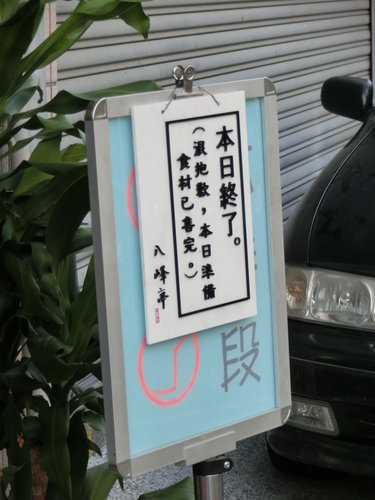 本日終了。
(很抱歉，本日準備
食材已售完。)
八峰亭
段